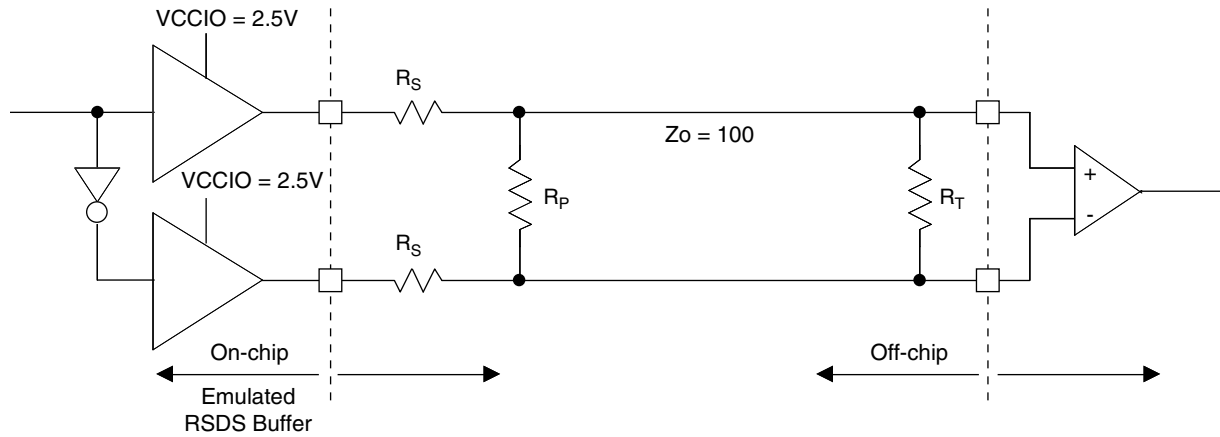 VCCIO = 2.5V
R_S
Zo = 100
VCCIO = 2.5V
R_P
R_T
+
-
R_S
On-chip
Off-chip
Emulated
RSDS Buffer